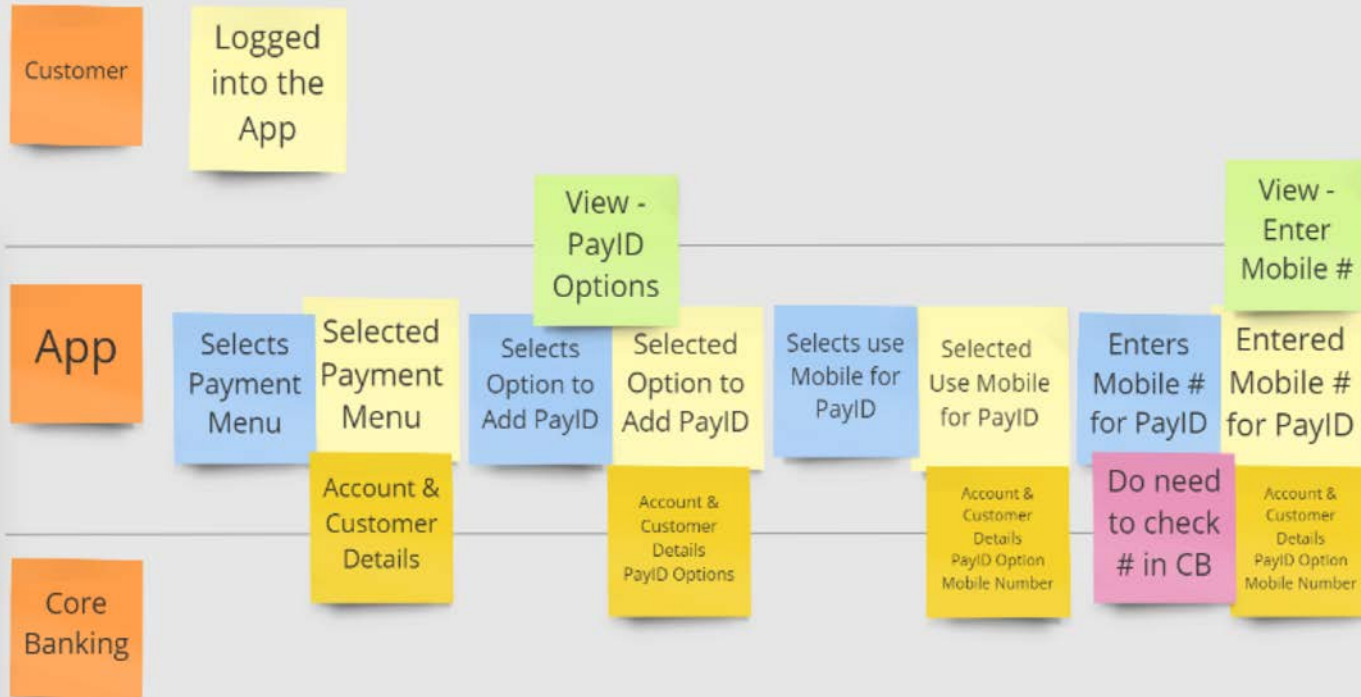 Customer
Logged
into the
App
View -
PayID
Options
View -
Enter
Mobile #
App
Selects
Payment
Menu
Selected
Payment
Menu
Selects
Option to
Add PayID
Selected
Option to
Add PayID
Selects use
Mobile for
PayID
Selected
Use Mobile
for PayID
Enters
Mobile #
for PayID
Entered
Mobile #
for PayID
Account &
Customer
Details
Account &
Customer
Details
PayID Options
Account &
Customer
Details
PayID Option
Mobile Number
Do need
to check
# in CB
Account &
Customer
Details
PayID Option
Mobile Number
Core
Banking